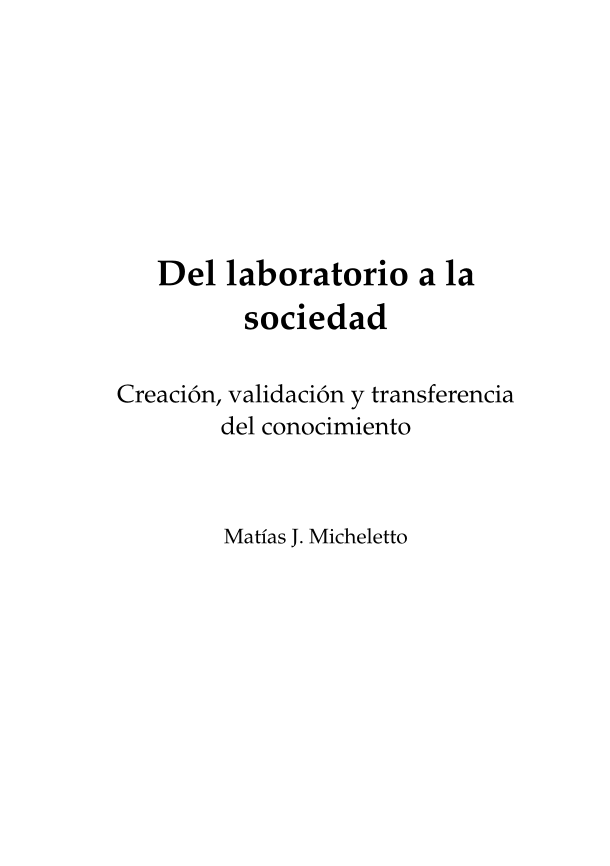 Del laboratorio a la
sociedad
Creación, validación y transferencia
del conocimiento
Matías J. Micheletto